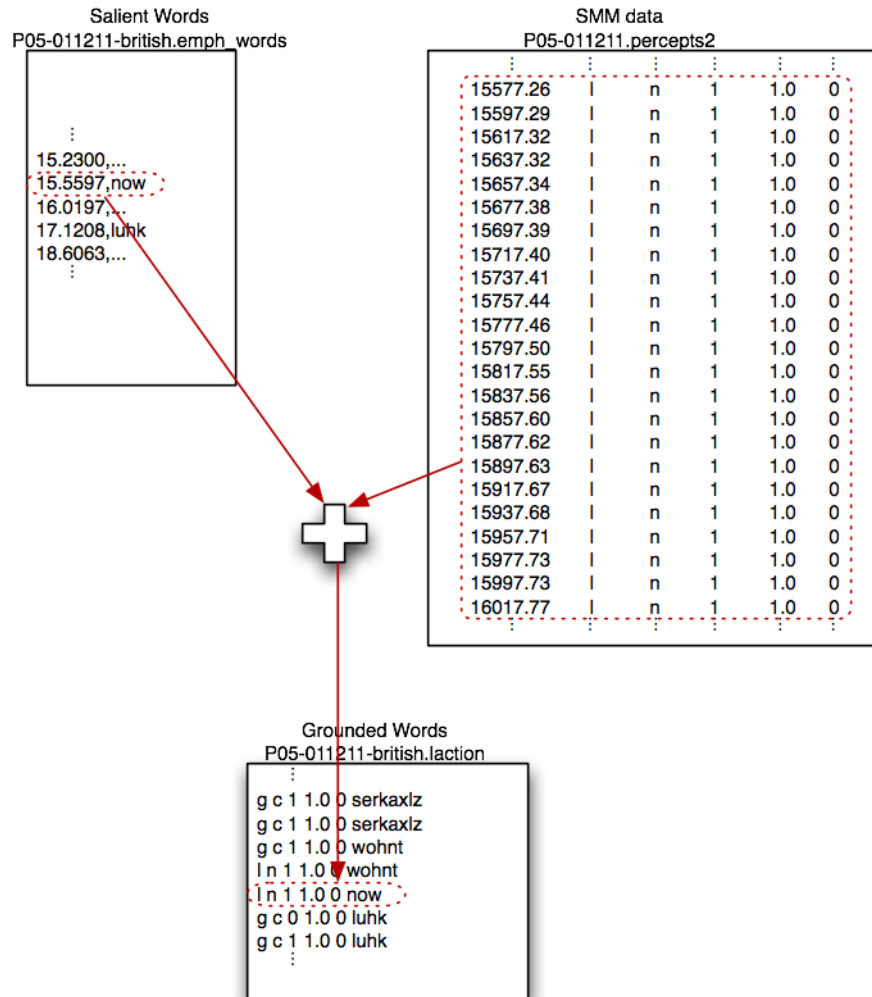 Salient Words
P05-011211-british.emph_words
⋮
15.2300,...
15.5597,now
16.0197,...
17.1208,luhk
18.6063,...
⋮
SMM data
P05-011211.percepts2
⋮ ⋮ ⋮ ⋮ ⋮ ⋮
15577.26 l n 1 1.0 0
15597.29 l n 1 1.0 0
15617.32 l n 1 1.0 0
15637.32 l n 1 1.0 0
15657.34 l n 1 1.0 0
15677.38 l n 1 1.0 0
15697.39 l n 1 1.0 0
15717.40 l n 1 1.0 0
15737.41 l n 1 1.0 0
15757.44 l n 1 1.0 0
15777.46 l n 1 1.0 0
15797.50 l n 1 1.0 0
15817.55 l n 1 1.0 0
15837.56 l n 1 1.0 0
15857.60 l n 1 1.0 0
15877.62 l n 1 1.0 0
15897.63 l n 1 1.0 0
15917.67 l n 1 1.0 0
15937.68 l n 1 1.0 0
15957.71 l n 1 1.0 0
15977.73 l n 1 1.0 0
15997.73 l n 1 1.0 0
16017.77 l n 1 1.0 0
⋮ ⋮ ⋮ ⋮ ⋮ ⋮
Grounded Words
P05-011211-british.laction
⋮
g c 1 1.0 0 serkaxlz
g c 1 1.0 0 serkaxlz
g c 1 1.0 0 wohnt
l n 1 1.0 0 wohnt
l n 1 1.0 0 now
g c 0 1.0 0 luhk
g c 1 1.0 0 luhk
⋮